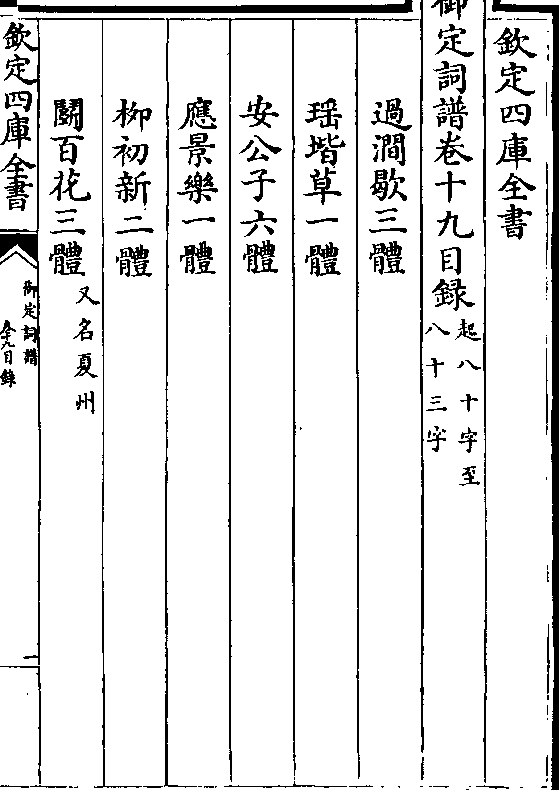 欽定四庫全書
御定詞譜卷十九目録起八十字至八十三字
過澗歇三體
瑶堦草一體
安公子六體
應景樂一體
柳初新二體
鬭百花三體又名夏州
欽定四庫全書
御定詞譜
卷十九目錄
一